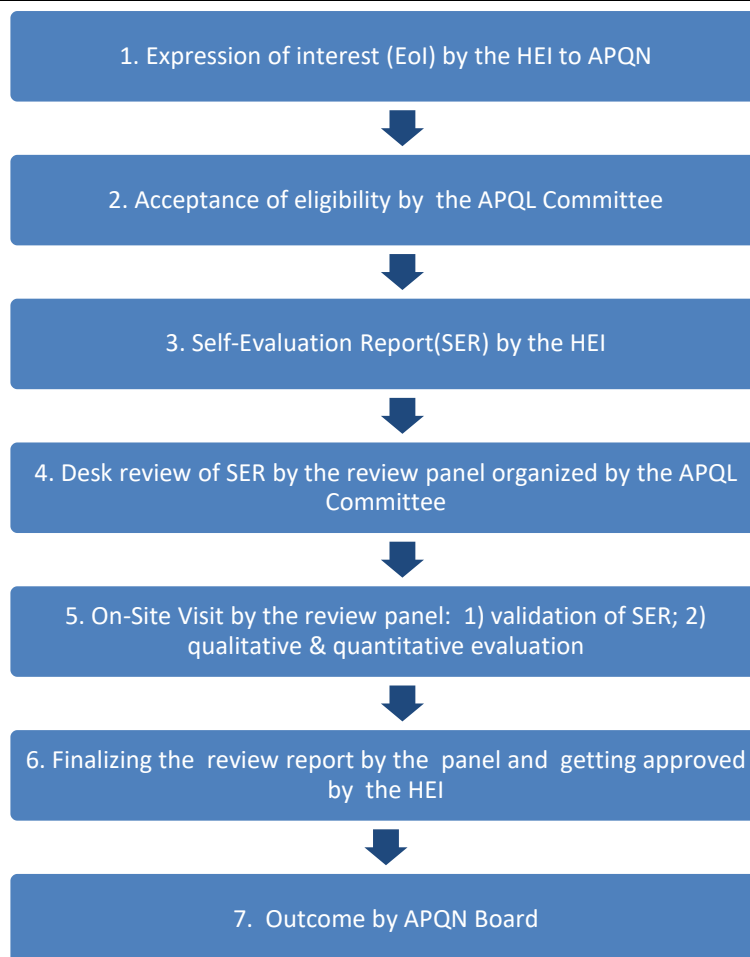 1. Expression of interest (EoI) by the HEI to APQN
2. Acceptance of eligibility by  the APQL Committee
3. Self-Evaluation Report(SER) by the HEI
4. Desk review of SER by the review panel organized by the APQL
Committee
5. On-Site Visit by the review panel:  1) validation of SER; 2)
qualitative & quantitative evaluation
6. Finalizing the  review report by the  panel and  getting approved
by  the HEI
7.  Outcome by APQN Board